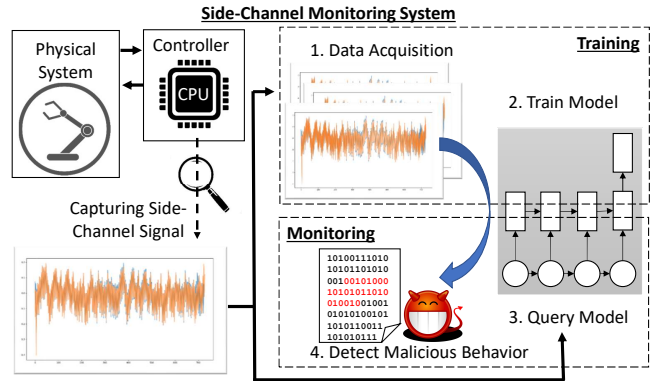 Side-Channel Monitoring System
Physical
System
Controller
CPU
Capturing Side-
Channel Signal
1. Data Acquisition
Training
2. Train Model
Monitoring
10100111010
10101101010
00100101000
10101011010
01001001001
01010100101
1010110011
101010111
3. Query Model
4. Detect Malicious Behavior